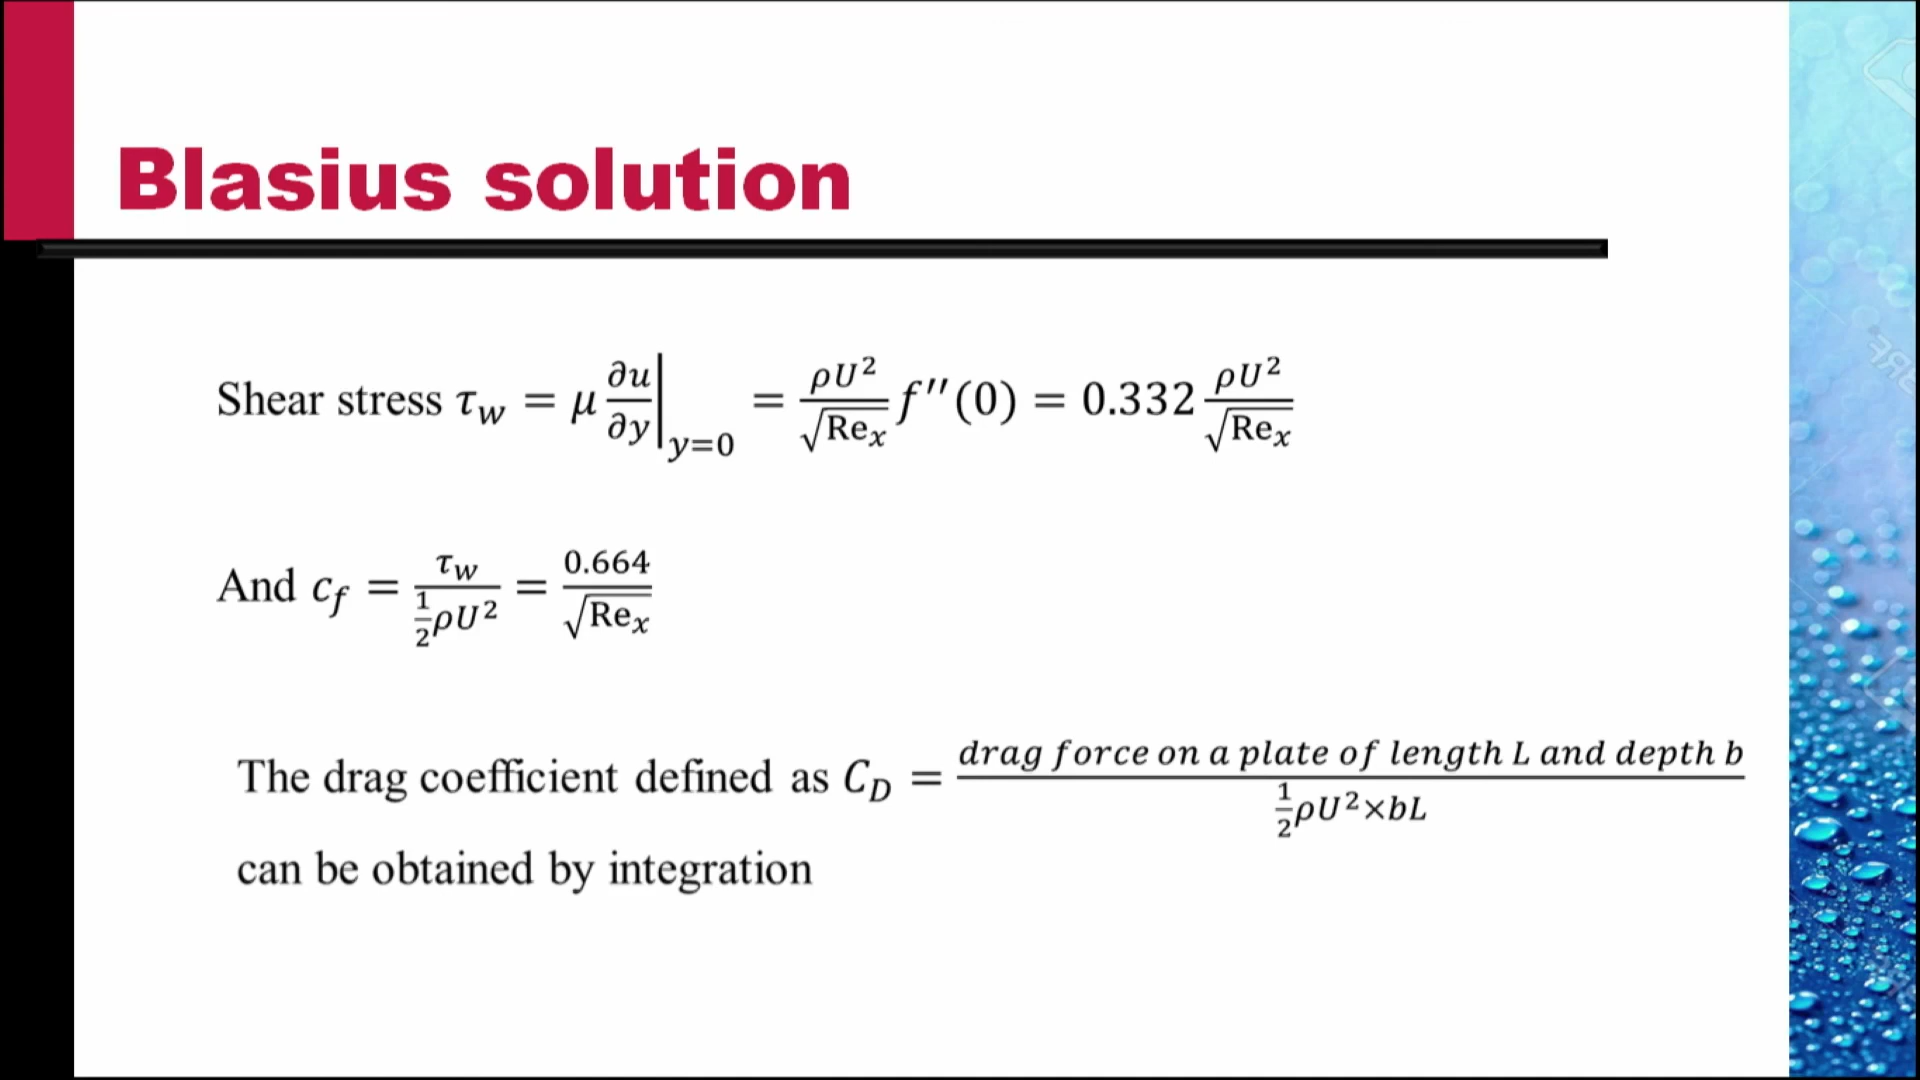 Blasius solution
Shear stress τ_w = μ ∂u/∂y|_{y=0} = ρU²/√Re_x f″(0) = 0.332 ρU²/√Re_x
And c_f = τ_w/(½ρU²) = 0.664/√Re_x
The drag coefficient defined as C_D = drag force on a plate of length L and depth b / (½ρU²×bL)
can be obtained by integration